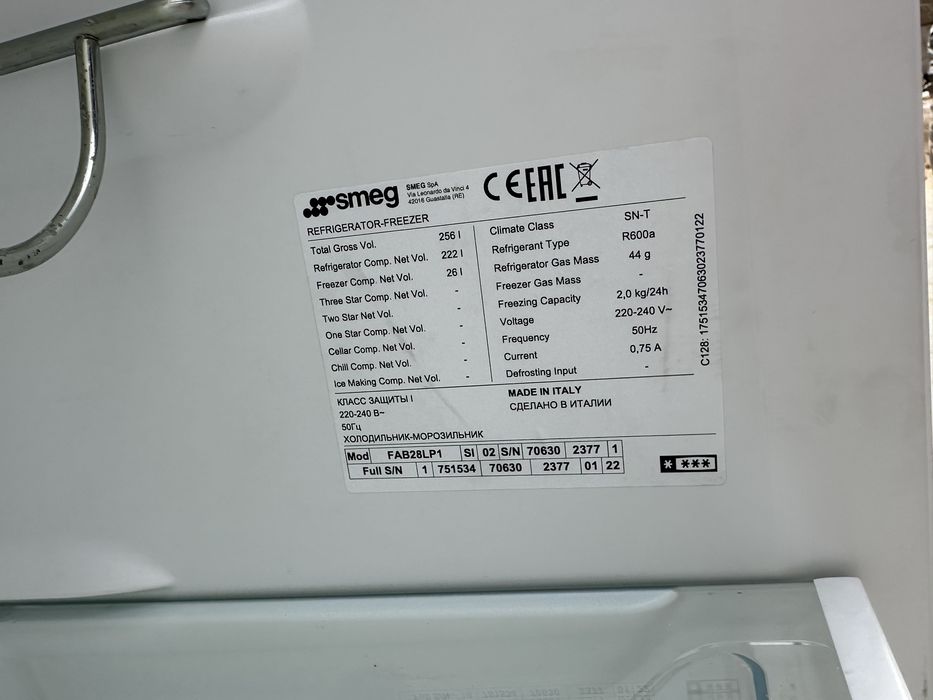 smeg SMEG SpA
Via Leonardo da Vinci 4
42016 Guastalla (RE)
CE EAC
REFRIGERATOR-FREEZER
Total Gross Vol. 256 l
Refrigerator Comp. Net Vol. 222 l
Freezer Comp. Net Vol. 26 l
Three Star Comp. Net Vol. -
Two Star Net Vol. -
One Star Comp. Net Vol. -
Cellar Comp. Net Vol. -
Chill Comp. Net Vol. -
Ice Making Comp. Net Vol. -
Climate Class SN-T
Refrigerant Type R600a
Refrigerator Gas Mass 44 g
Freezer Gas Mass -
Freezing Capacity 2,0 kg/24h
Voltage 220-240 V~
Frequency 50Hz
Current 0,75 A
Defrosting Input -
C128: 1751534706302377​0122
КЛАСС ЗАЩИТЫ I
220-240 В~
50Гц
ХОЛОДИЛЬНИК-МОРОЗИЛЬНИК
MADE IN ITALY
СДЕЛАНО В ИТАЛИИ
Mod FAB28LP1 SI 02 S/N 70630 2377 1
Full S/N 1 751534 70630 2377 01 22
* ***